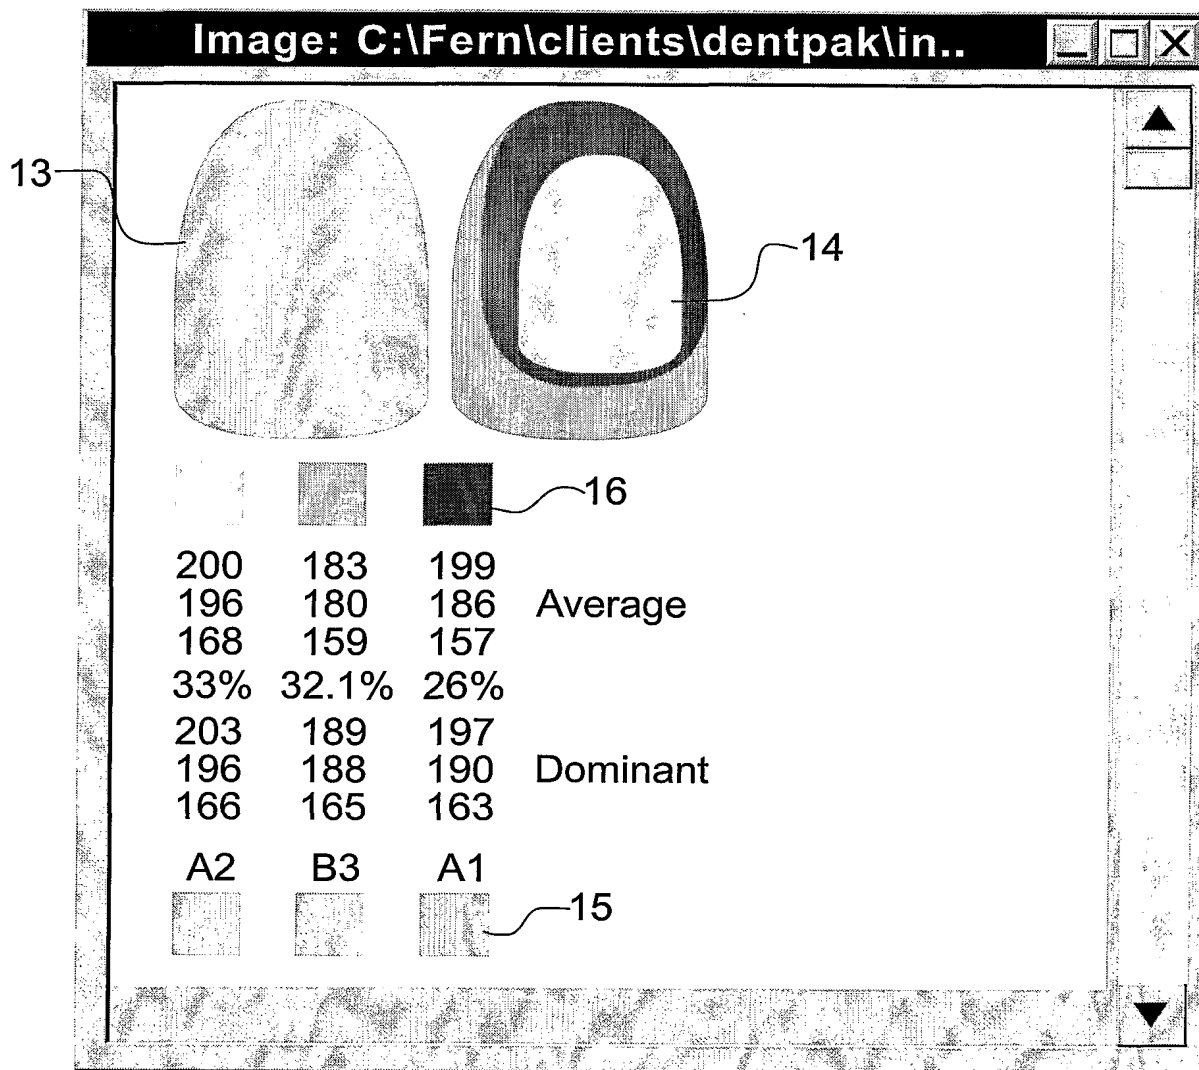 Image: C:\Fern\clients\dentpak\in..
13
14
16
200 183 199
196 180 186 Average
168 159 157
33% 32.1% 26%
203 189 197
196 188 190 Dominant
166 165 163
A2 B3 A1
15